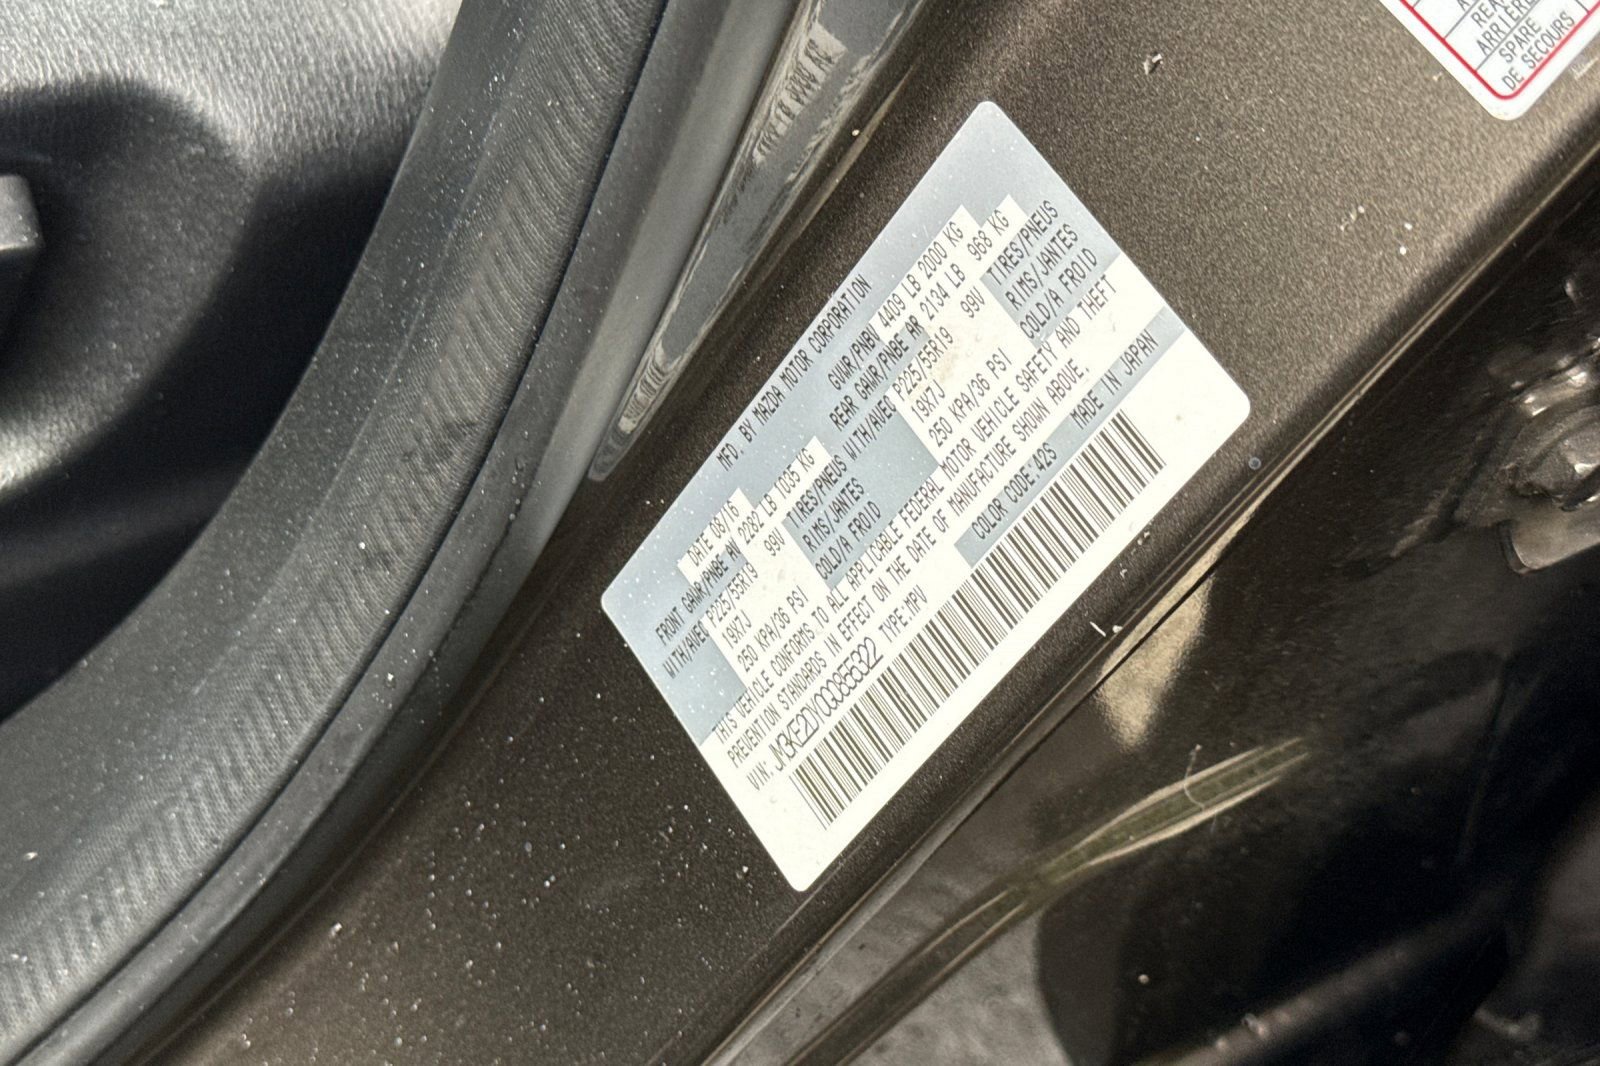 MFD. BY MAZDA MOTOR CORPORATION
DATE 08/16 GVWR/PNBV 4409 LB 2000 KG
FRONT GAWR/PNBE AV 2282 LB 1035 KG REAR GAWR/PNBE AR 2134 LB 968 KG
WITH/AVEC P225/55R19 99V TIRES/PNEUS WITH/AVEC P225/55R19 99V TIRES/PNEUS
19X7J RIMS/JANTES 19X7J RIMS/JANTES
250 KPA/36 PSI COLD/A FROID 250 KPA/36 PSI COLD/A FROID
THIS VEHICLE CONFORMS TO ALL APPLICABLE FEDERAL MOTOR VEHICLE SAFETY AND THEFT
PREVENTION STANDARDS IN EFFECT ON THE DATE OF MANUFACTURE SHOWN ABOVE.
VIN: TYPE:MPV COLOR CODE:42S MADE IN JAPAN
ARRIÈRE
SPARE
DE SECOURS